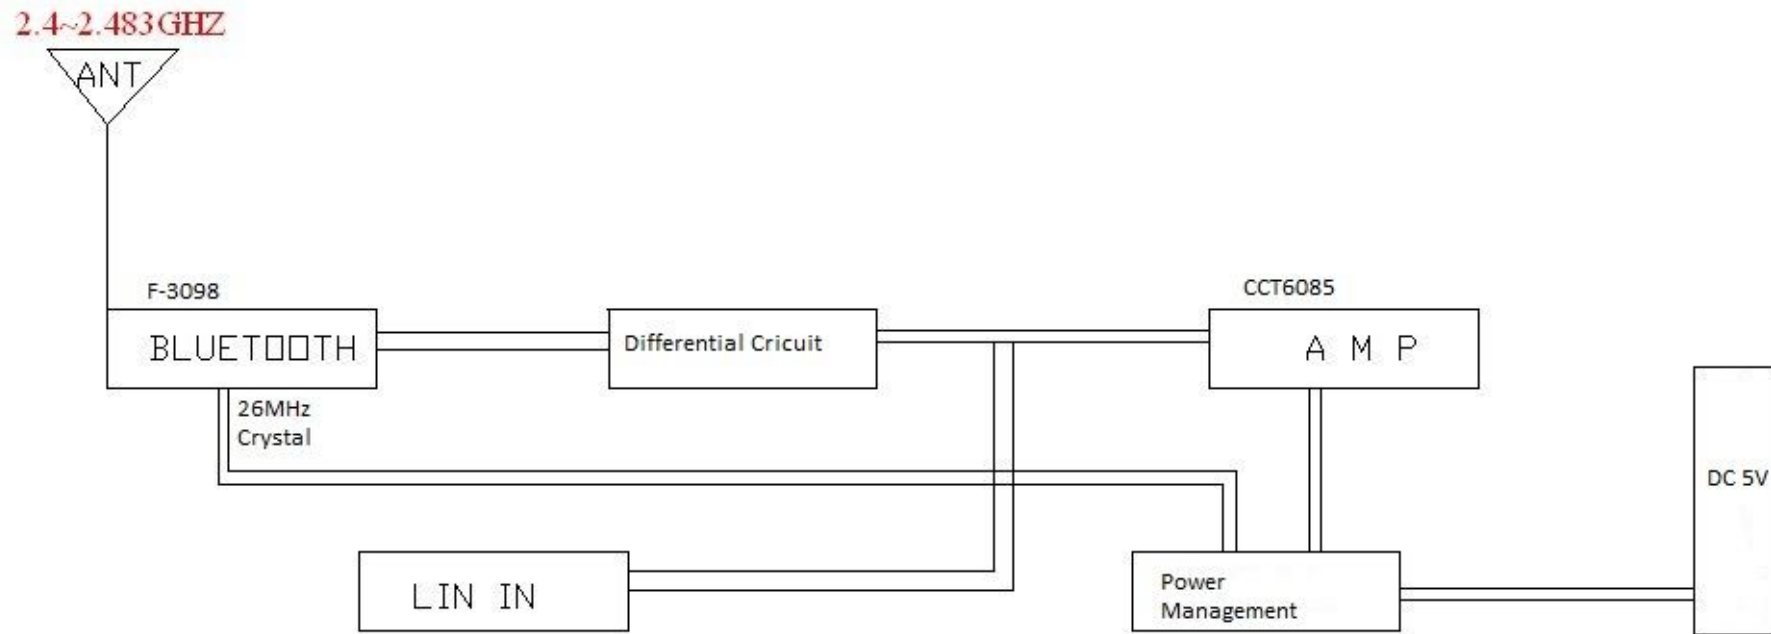 2.4~2.483GHZ
ANT
F-3098
BLUETOOTH
26MHz
Crystal
Differential Cricuit
CCT6085
A M P
DC 5V
LIN IN
Power
Management